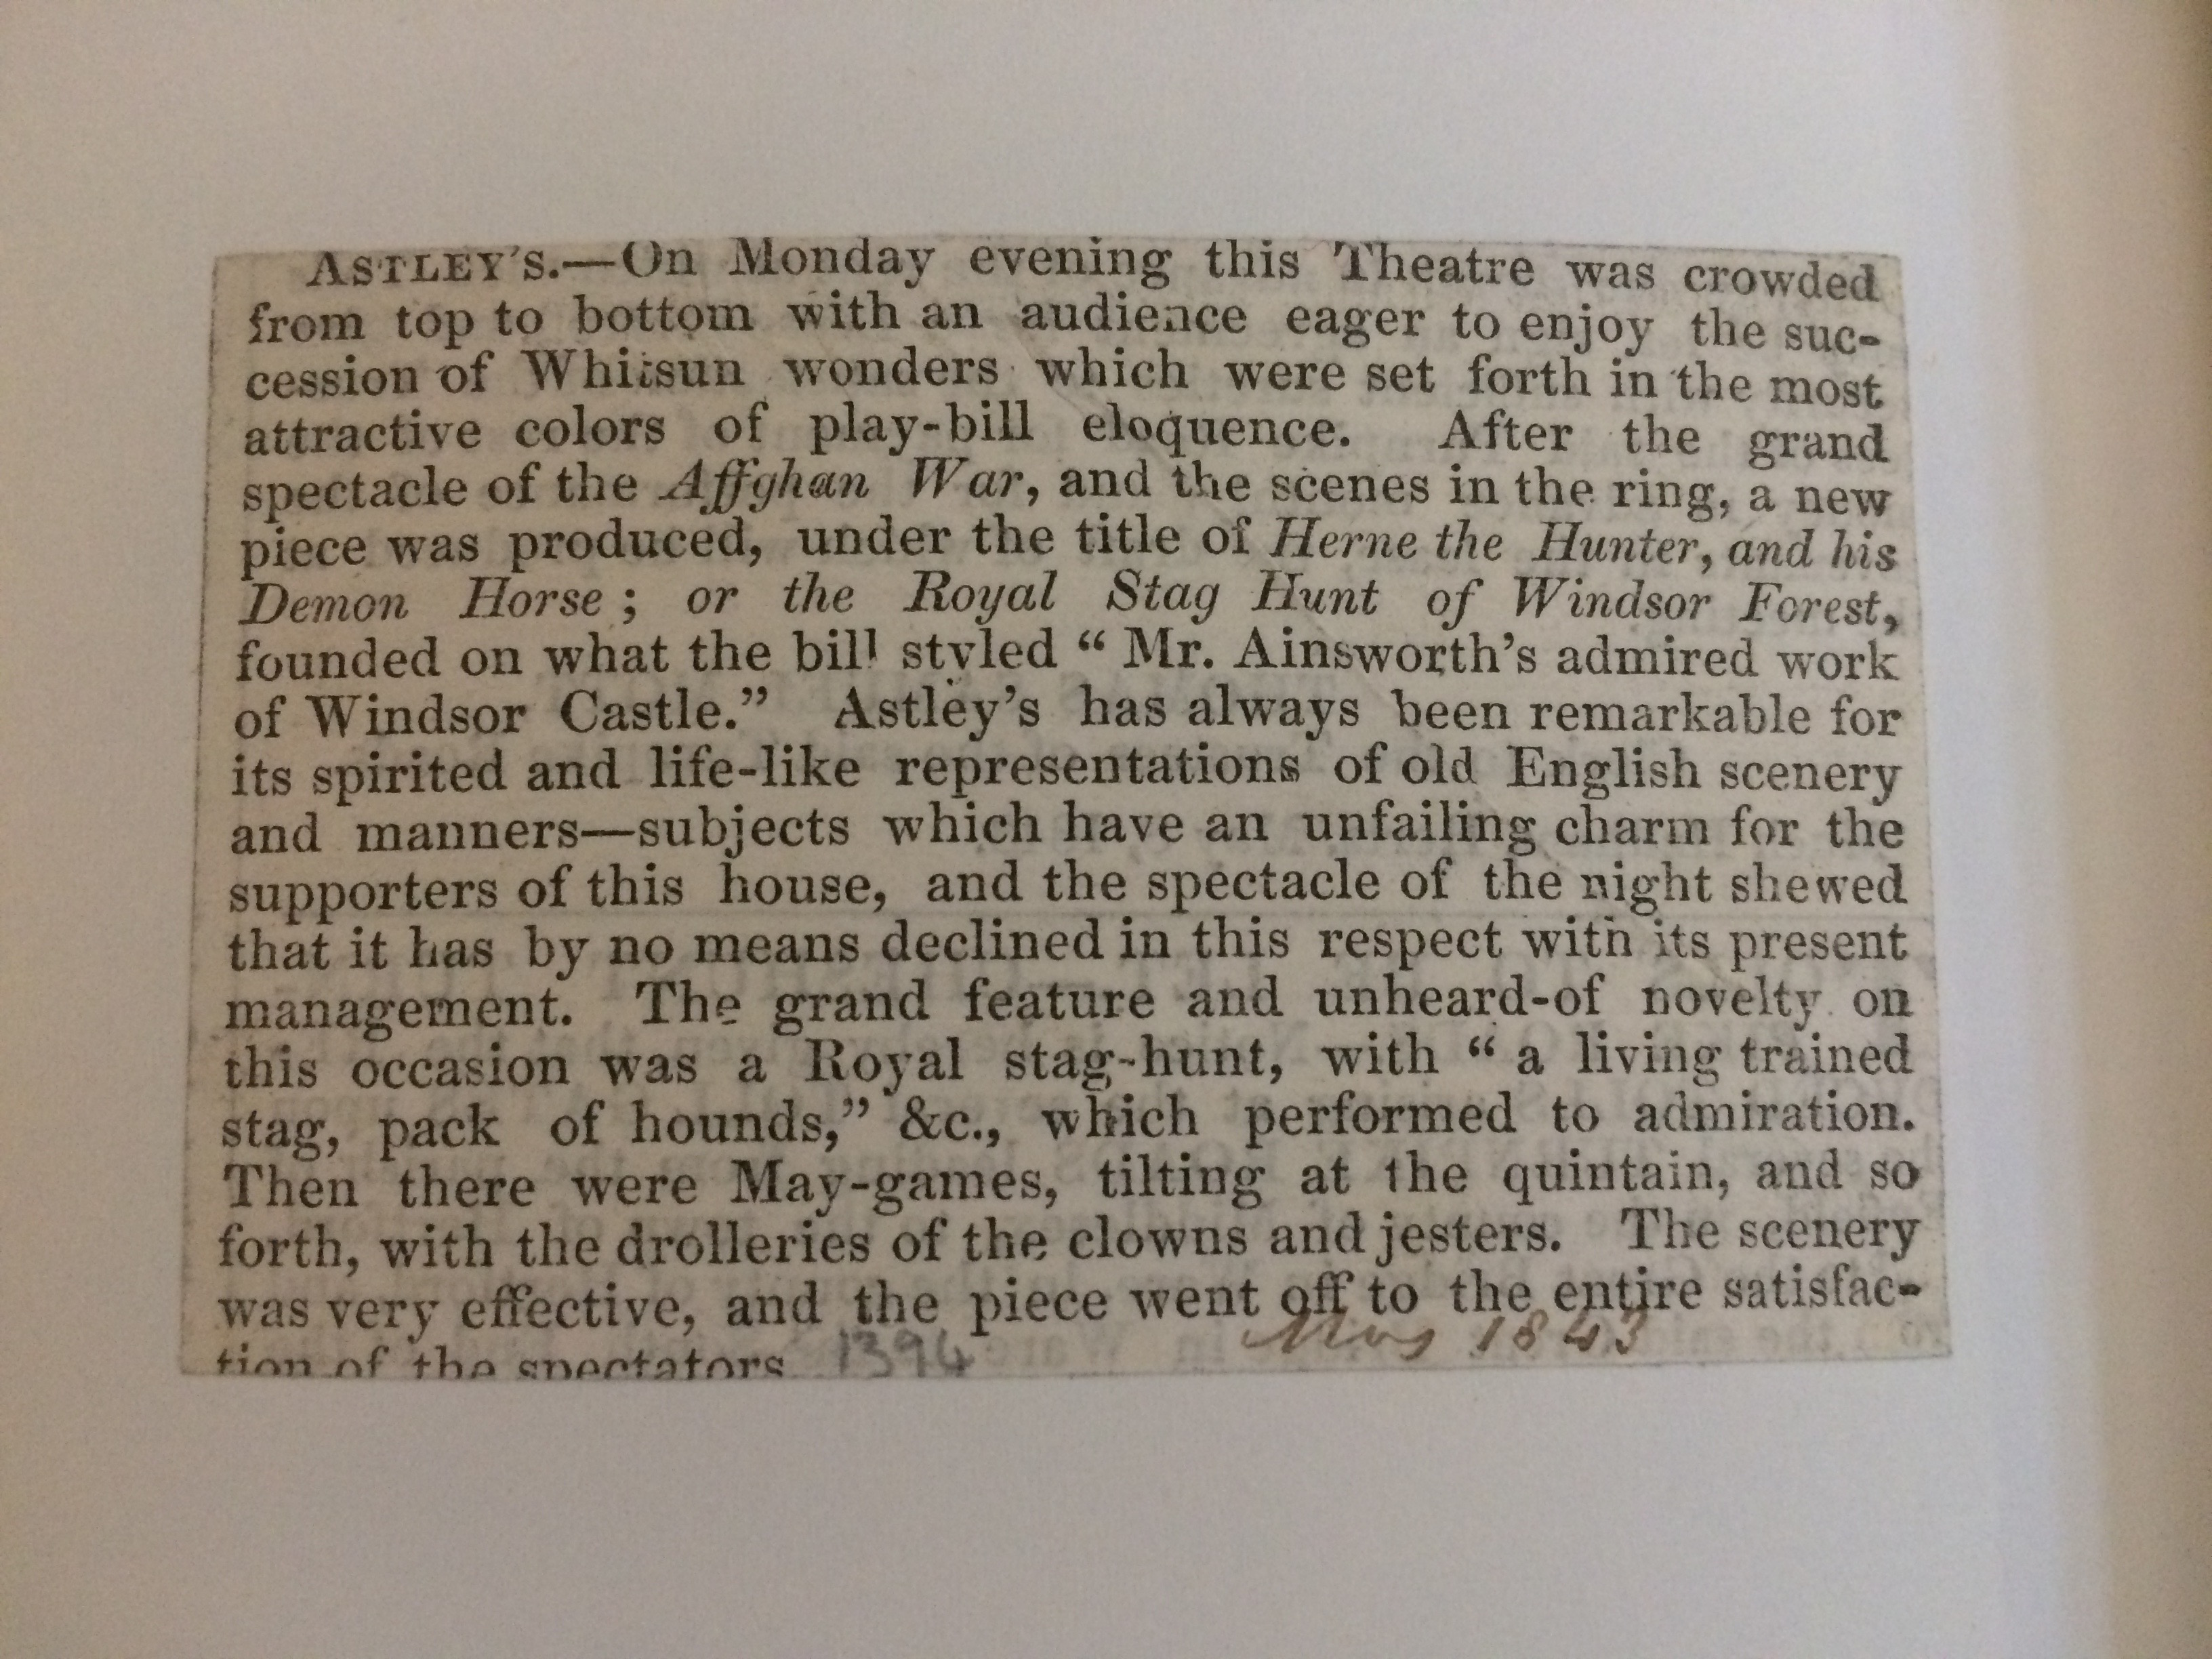 ASTLEY'S.—On Monday evening this Theatre was crowded
from top to bottom with an audience eager to enjoy the suc-
cession of Whitsun wonders which were set forth in the most
attractive colors of play-bill eloquence. After the grand
spectacle of the Affghan War, and the scenes in the ring, a new
piece was produced, under the title of Herne the Hunter, and his
Demon Horse; or the Royal Stag Hunt of Windsor Forest,
founded on what the bill styled “Mr. Ainsworth's admired work
of Windsor Castle.” Astley's has always been remarkable for
its spirited and life-like representations of old English scenery
and manners—subjects which have an unfailing charm for the
supporters of this house, and the spectacle of the night shewed
that it has by no means declined in this respect with its present
management. The grand feature and unheard-of novelty on
this occasion was a Royal stag-hunt, with “a living trained
stag, pack of hounds,” &c., which performed to admiration.
Then there were May-games, tilting at the quintain, and so
forth, with the drolleries of the clowns and jesters. The scenery
was very effective, and the piece went off to the entire satisfac-
tion of the spectators 1394 May 1843